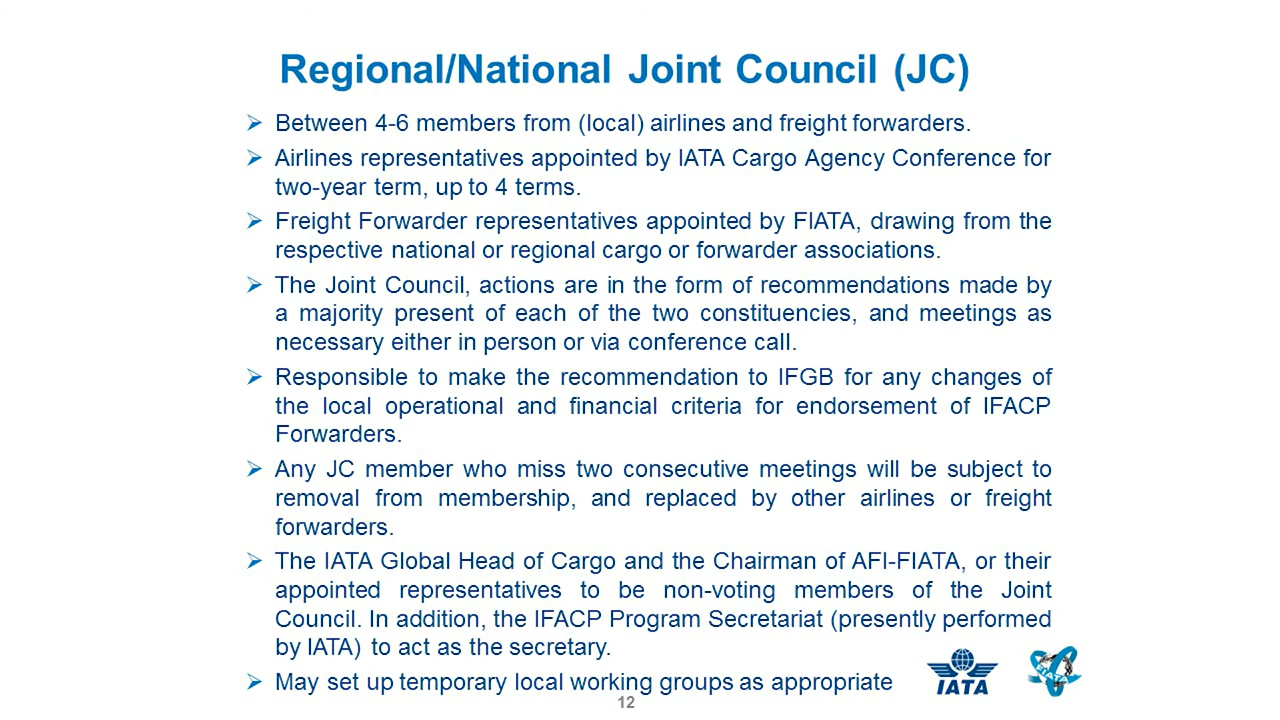 Regional/National Joint Council (JC)
➢ Between 4-6 members from (local) airlines and freight forwarders.
➢ Airlines representatives appointed by IATA Cargo Agency Conference for
two-year term, up to 4 terms.
➢ Freight Forwarder representatives appointed by FIATA, drawing from the
respective national or regional cargo or forwarder associations.
➢ The Joint Council, actions are in the form of recommendations made by
a majority present of each of the two constituencies, and meetings as
necessary either in person or via conference call.
➢ Responsible to make the recommendation to IFGB for any changes of
the local operational and financial criteria for endorsement of IFACP
Forwarders.
➢ Any JC member who miss two consecutive meetings will be subject to
removal from membership, and replaced by other airlines or freight
forwarders.
➢ The IATA Global Head of Cargo and the Chairman of AFI-FIATA, or their
appointed representatives to be non-voting members of the Joint
Council. In addition, the IFACP Program Secretariat (presently performed
by IATA) to act as the secretary.
➢ May set up temporary local working groups as appropriate
IATA
12